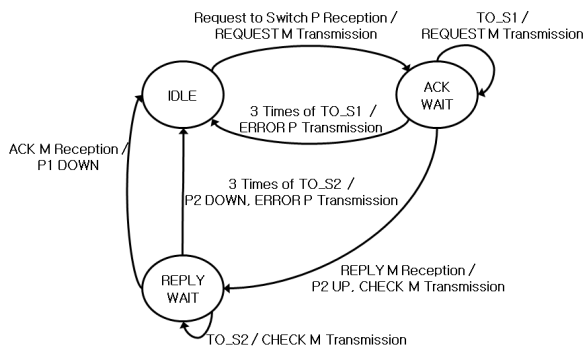 Request to Switch P Reception /
REQUEST M Transmission
TO_S1 /
REQUEST M Transmission
IDLE
ACK
WAIT
3 Times of TO_S1 /
ERROR P Transmission
ACK M Reception /
P1 DOWN
3 Times of TO_S2 /
P2 DOWN, ERROR P Transmission
REPLY M Reception /
P2 UP, CHECK M Transmission
REPLY
WAIT
TO_S2 / CHECK M Transmission